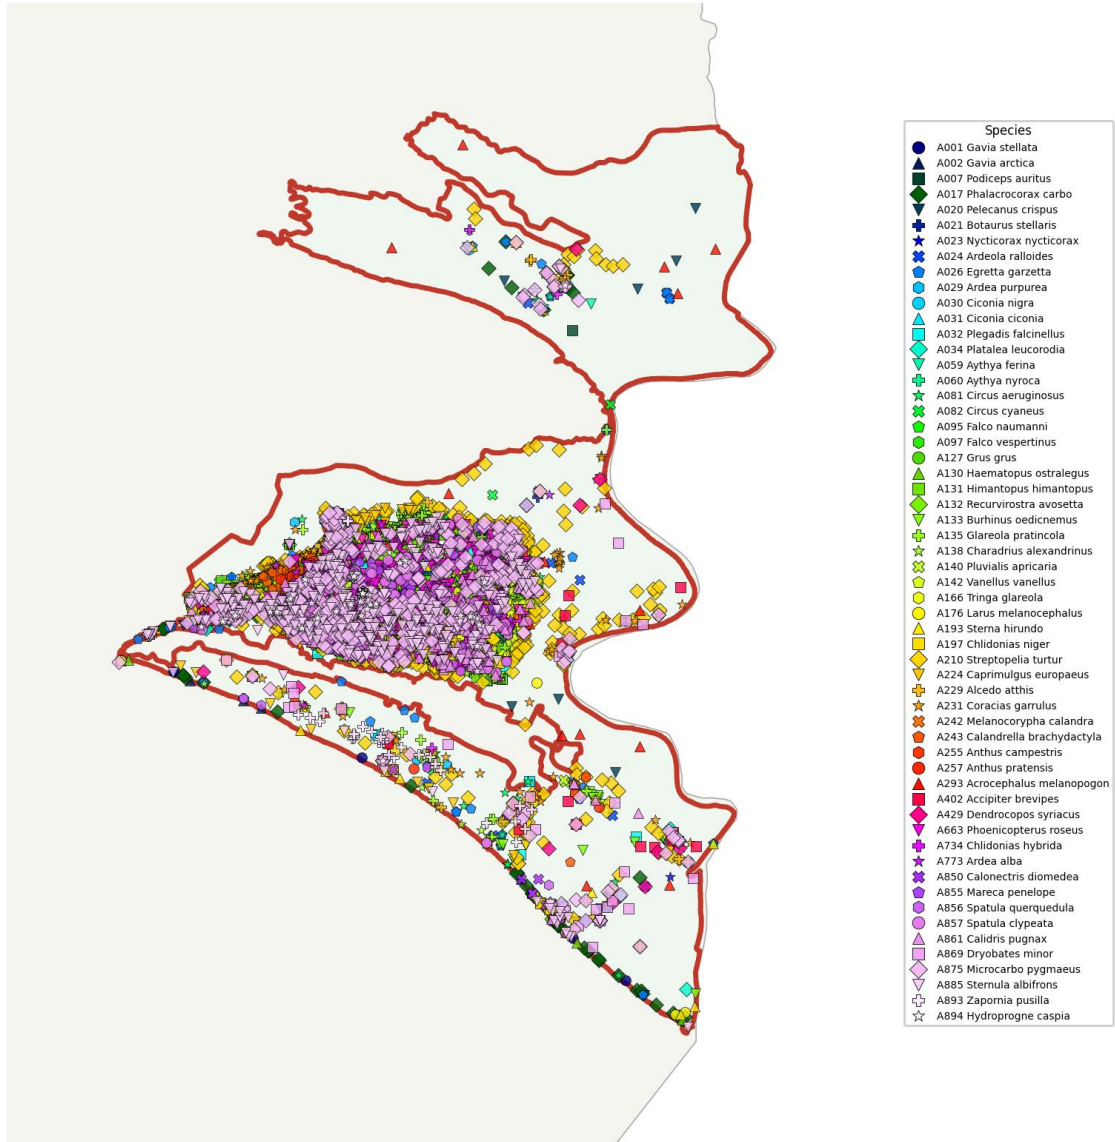 Species
A001 Gavia stellata
A002 Gavia arctica
A007 Podiceps auritus
A017 Phalacrocorax carbo
A020 Pelecanus crispus
A021 Botaurus stellaris
A023 Nycticorax nycticorax
A024 Ardeola ralloides
A026 Egretta garzetta
A029 Ardea purpurea
A030 Ciconia nigra
A031 Ciconia ciconia
A032 Plegadis falcinellus
A034 Platalea leucorodia
A059 Aythya ferina
A060 Aythya nyroca
A081 Circus aeruginosus
A082 Circus cyaneus
A095 Falco naumanni
A097 Falco vespertinus
A127 Grus grus
A130 Haematopus ostralegus
A131 Himantopus himantopus
A132 Recurvirostra avosetta
A133 Burhinus oedicnemus
A135 Glareola pratincola
A138 Charadrius alexandrinus
A140 Pluvialis apricaria
A142 Vanellus vanellus
A166 Tringa glareola
A176 Larus melanocephalus
A193 Sterna hirundo
A197 Chlidonias niger
A210 Streptopelia turtur
A224 Caprimulgus europaeus
A229 Alcedo atthis
A231 Coracias garrulus
A242 Melanocorypha calandra
A243 Calandrella brachydactyla
A255 Anthus campestris
A257 Anthus pratensis
A293 Acrocephalus melanopogon
A402 Accipiter brevipes
A429 Dendrocopos syriacus
A663 Phoenicopterus roseus
A734 Chlidonias hybrida
A773 Ardea alba
A850 Calonectris diomedea
A855 Mareca penelope
A856 Spatula querquedula
A857 Spatula clypeata
A861 Calidris pugnax
A869 Dryobates minor
A875 Microcarbo pygmaeus
A885 Sternula albifrons
A893 Zapornia pusilla
A894 Hydroprogne caspia